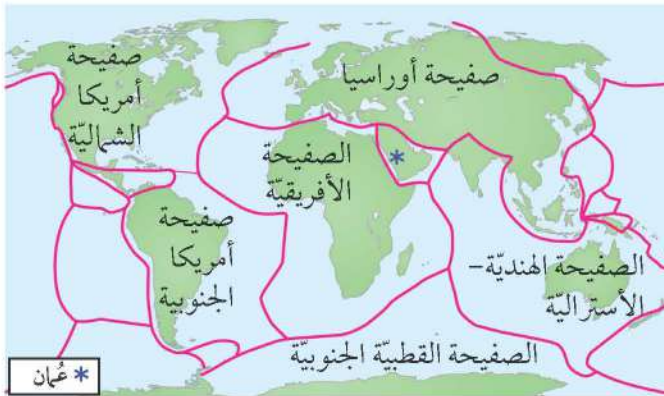 صفيحة
أمريكا
الشماليّة
صفيحة أوراسيا
الصفيحة
الأفريقيّة
صفيحة
أمريكا
الجنوبية
الصفيحة الهنديّة–
الأستراليّة
الصفيحة القطبيّة الجنوبيّة
* عُمان